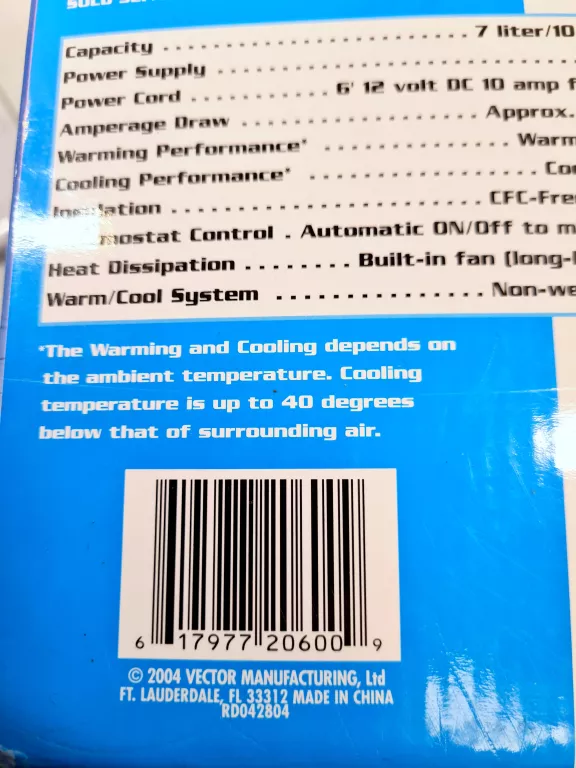 Capacity . . . . . . . . . . . . . . . . . . . . . . . . . . 7 liter/10
Power Supply . . . . . . . . . . . . . . . . . . . . . . . . . . . .
Power Cord . . . . . . . . . . . 6' 12 volt DC 10 amp f
Amperage Draw . . . . . . . . . . . . . . . . . . . . Approx.
Warming Performance* . . . . . . . . . . . . . . . Warm
Cooling Performance* . . . . . . . . . . . . . . . . . Coo
. . . . . . . . . . . . . . . . . . . . . . . . . . CFC-Free
mostat Control . Automatic ON/Off to m
Heat Dissipation . . . . . . . . Built-in fan (long-l
Warm/Cool System . . . . . . . . . . . . . . . . Non-we
*The Warming and Cooling depends on
the ambient temperature. Cooling
temperature is up to 40 degrees
below that of surrounding air.
6 17977 20600 9
© 2004 VECTOR MANUFACTURING, Ltd
FT. LAUDERDALE, FL 33312 MADE IN CHINA
RD042804